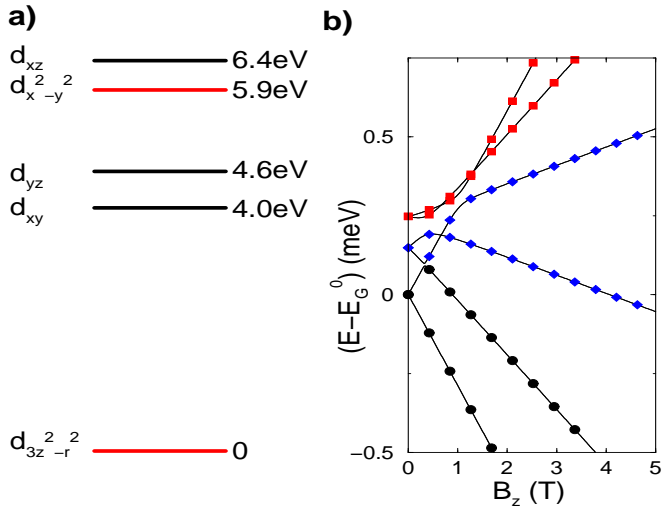 a)
d_xz 6.4eV
d_x^2-y^2 5.9eV
d_yz 4.6eV
d_xy 4.0eV
d_3z^2-r^2 0
b)
(E-E_G^0) (meV)
0.5
0
-0.5
0 1 2 3 4 5
B_z (T)